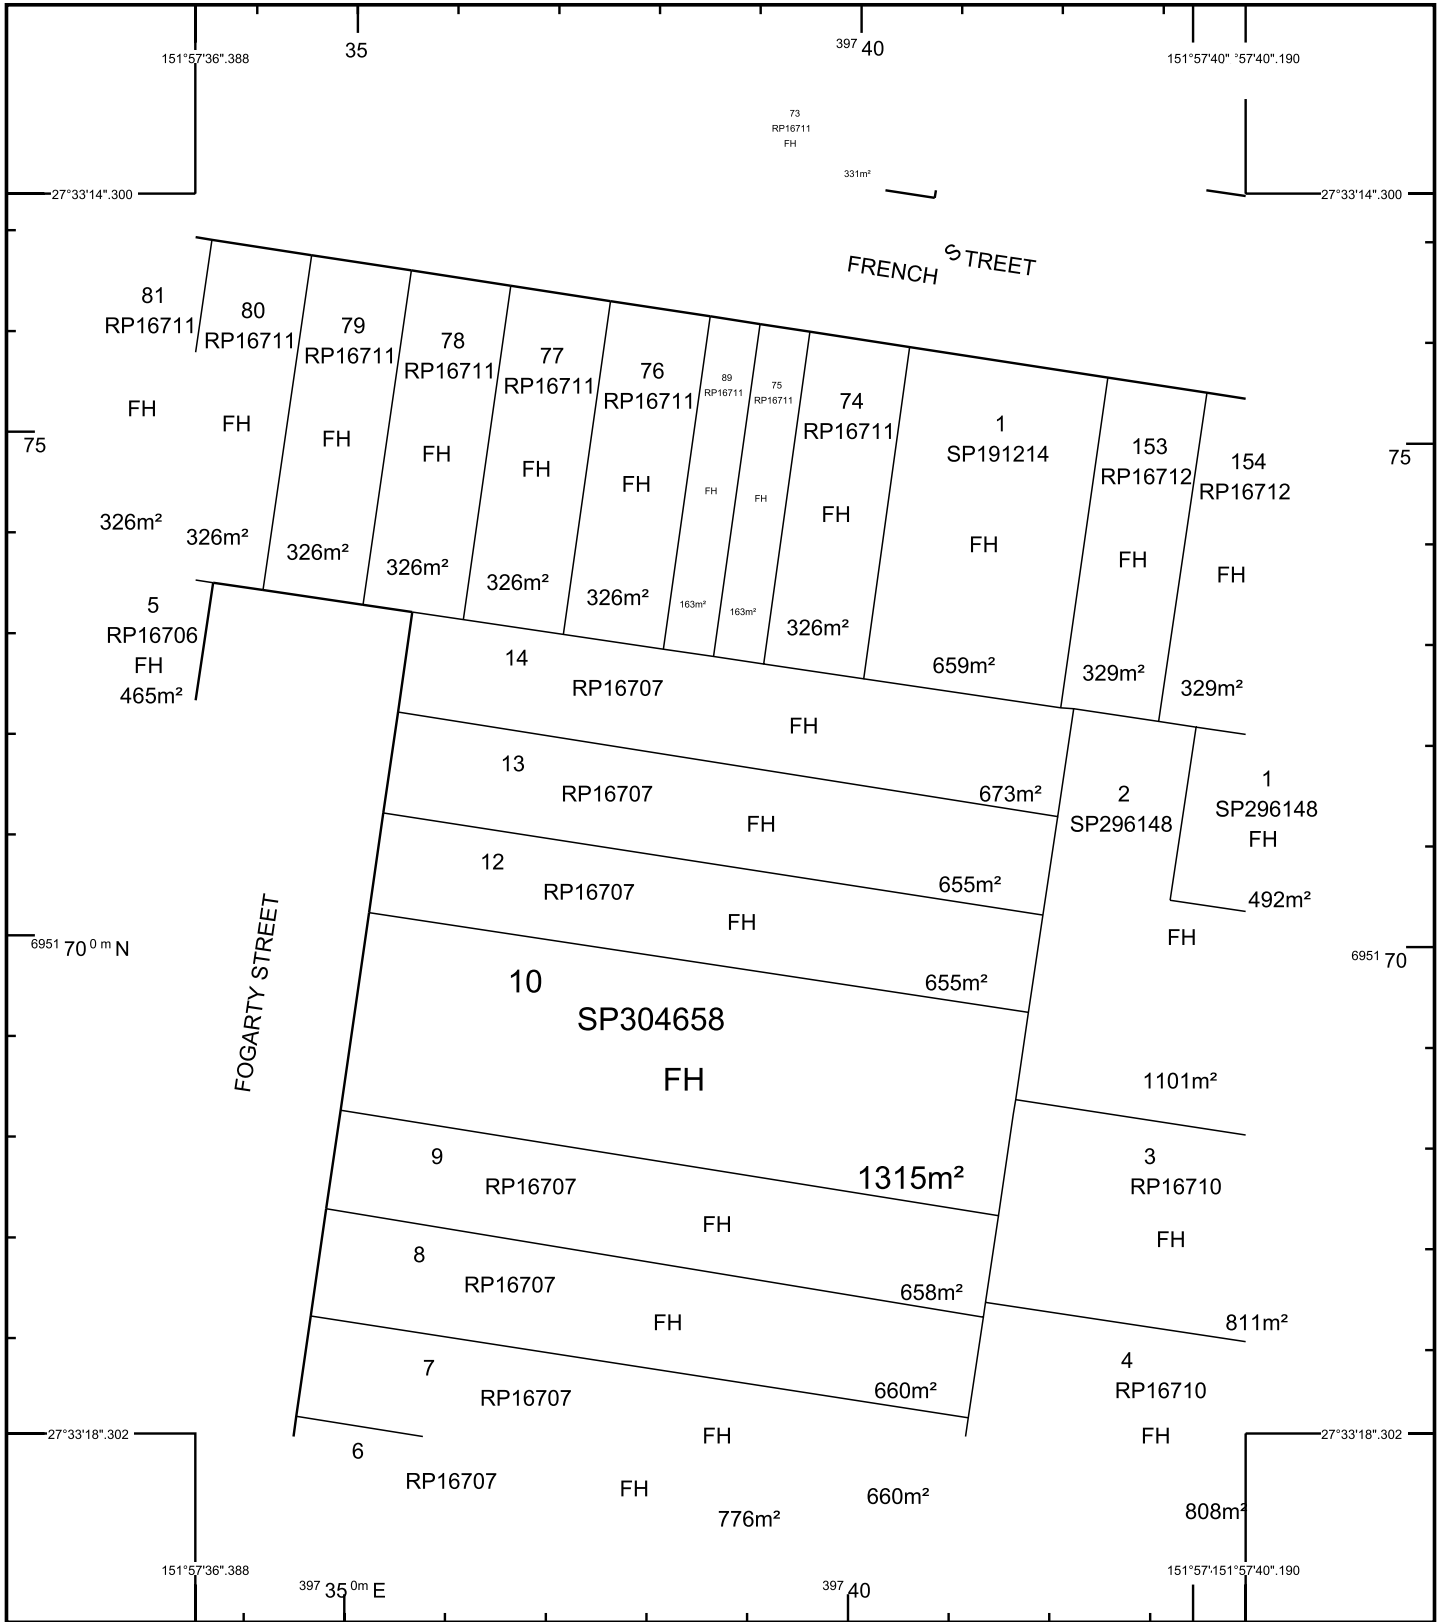 35
397 40
151°57'36".388
151°57'40" °57'40".190
73
RP16711
FH
331m²
27°33'14".300
27°33'14".300
FRENCH STREET
81
RP16711
FH
326m²
80
RP16711
FH
326m²
79
RP16711
FH
326m²
78
RP16711
FH
326m²
77
RP16711
FH
326m²
76
RP16711
FH
326m²
89
RP16711
FH
163m²
75
RP16711
FH
163m²
74
RP16711
FH
326m²
1
SP191214
FH
659m²
153
RP16712
FH
329m²
154
RP16712
FH
329m²
75
75
5
RP16706
FH
465m²
14
RP16707
FH
673m²
13
RP16707
FH
655m²
12
RP16707
FH
655m²
2
SP296148
FH
1101m²
1
SP296148
FH
492m²
FOGARTY STREET
6951 70 0 m N
6951 70
10
SP304658
FH
1315m²
9
RP16707
FH
658m²
8
RP16707
FH
660m²
7
RP16707
FH
660m²
6
RP16707
FH
776m²
3
RP16710
FH
811m²
4
RP16710
FH
808m²
27°33'18".302
27°33'18".302
151°57'36".388
151°57'151°57'40".190
397 35 0m E
397 40